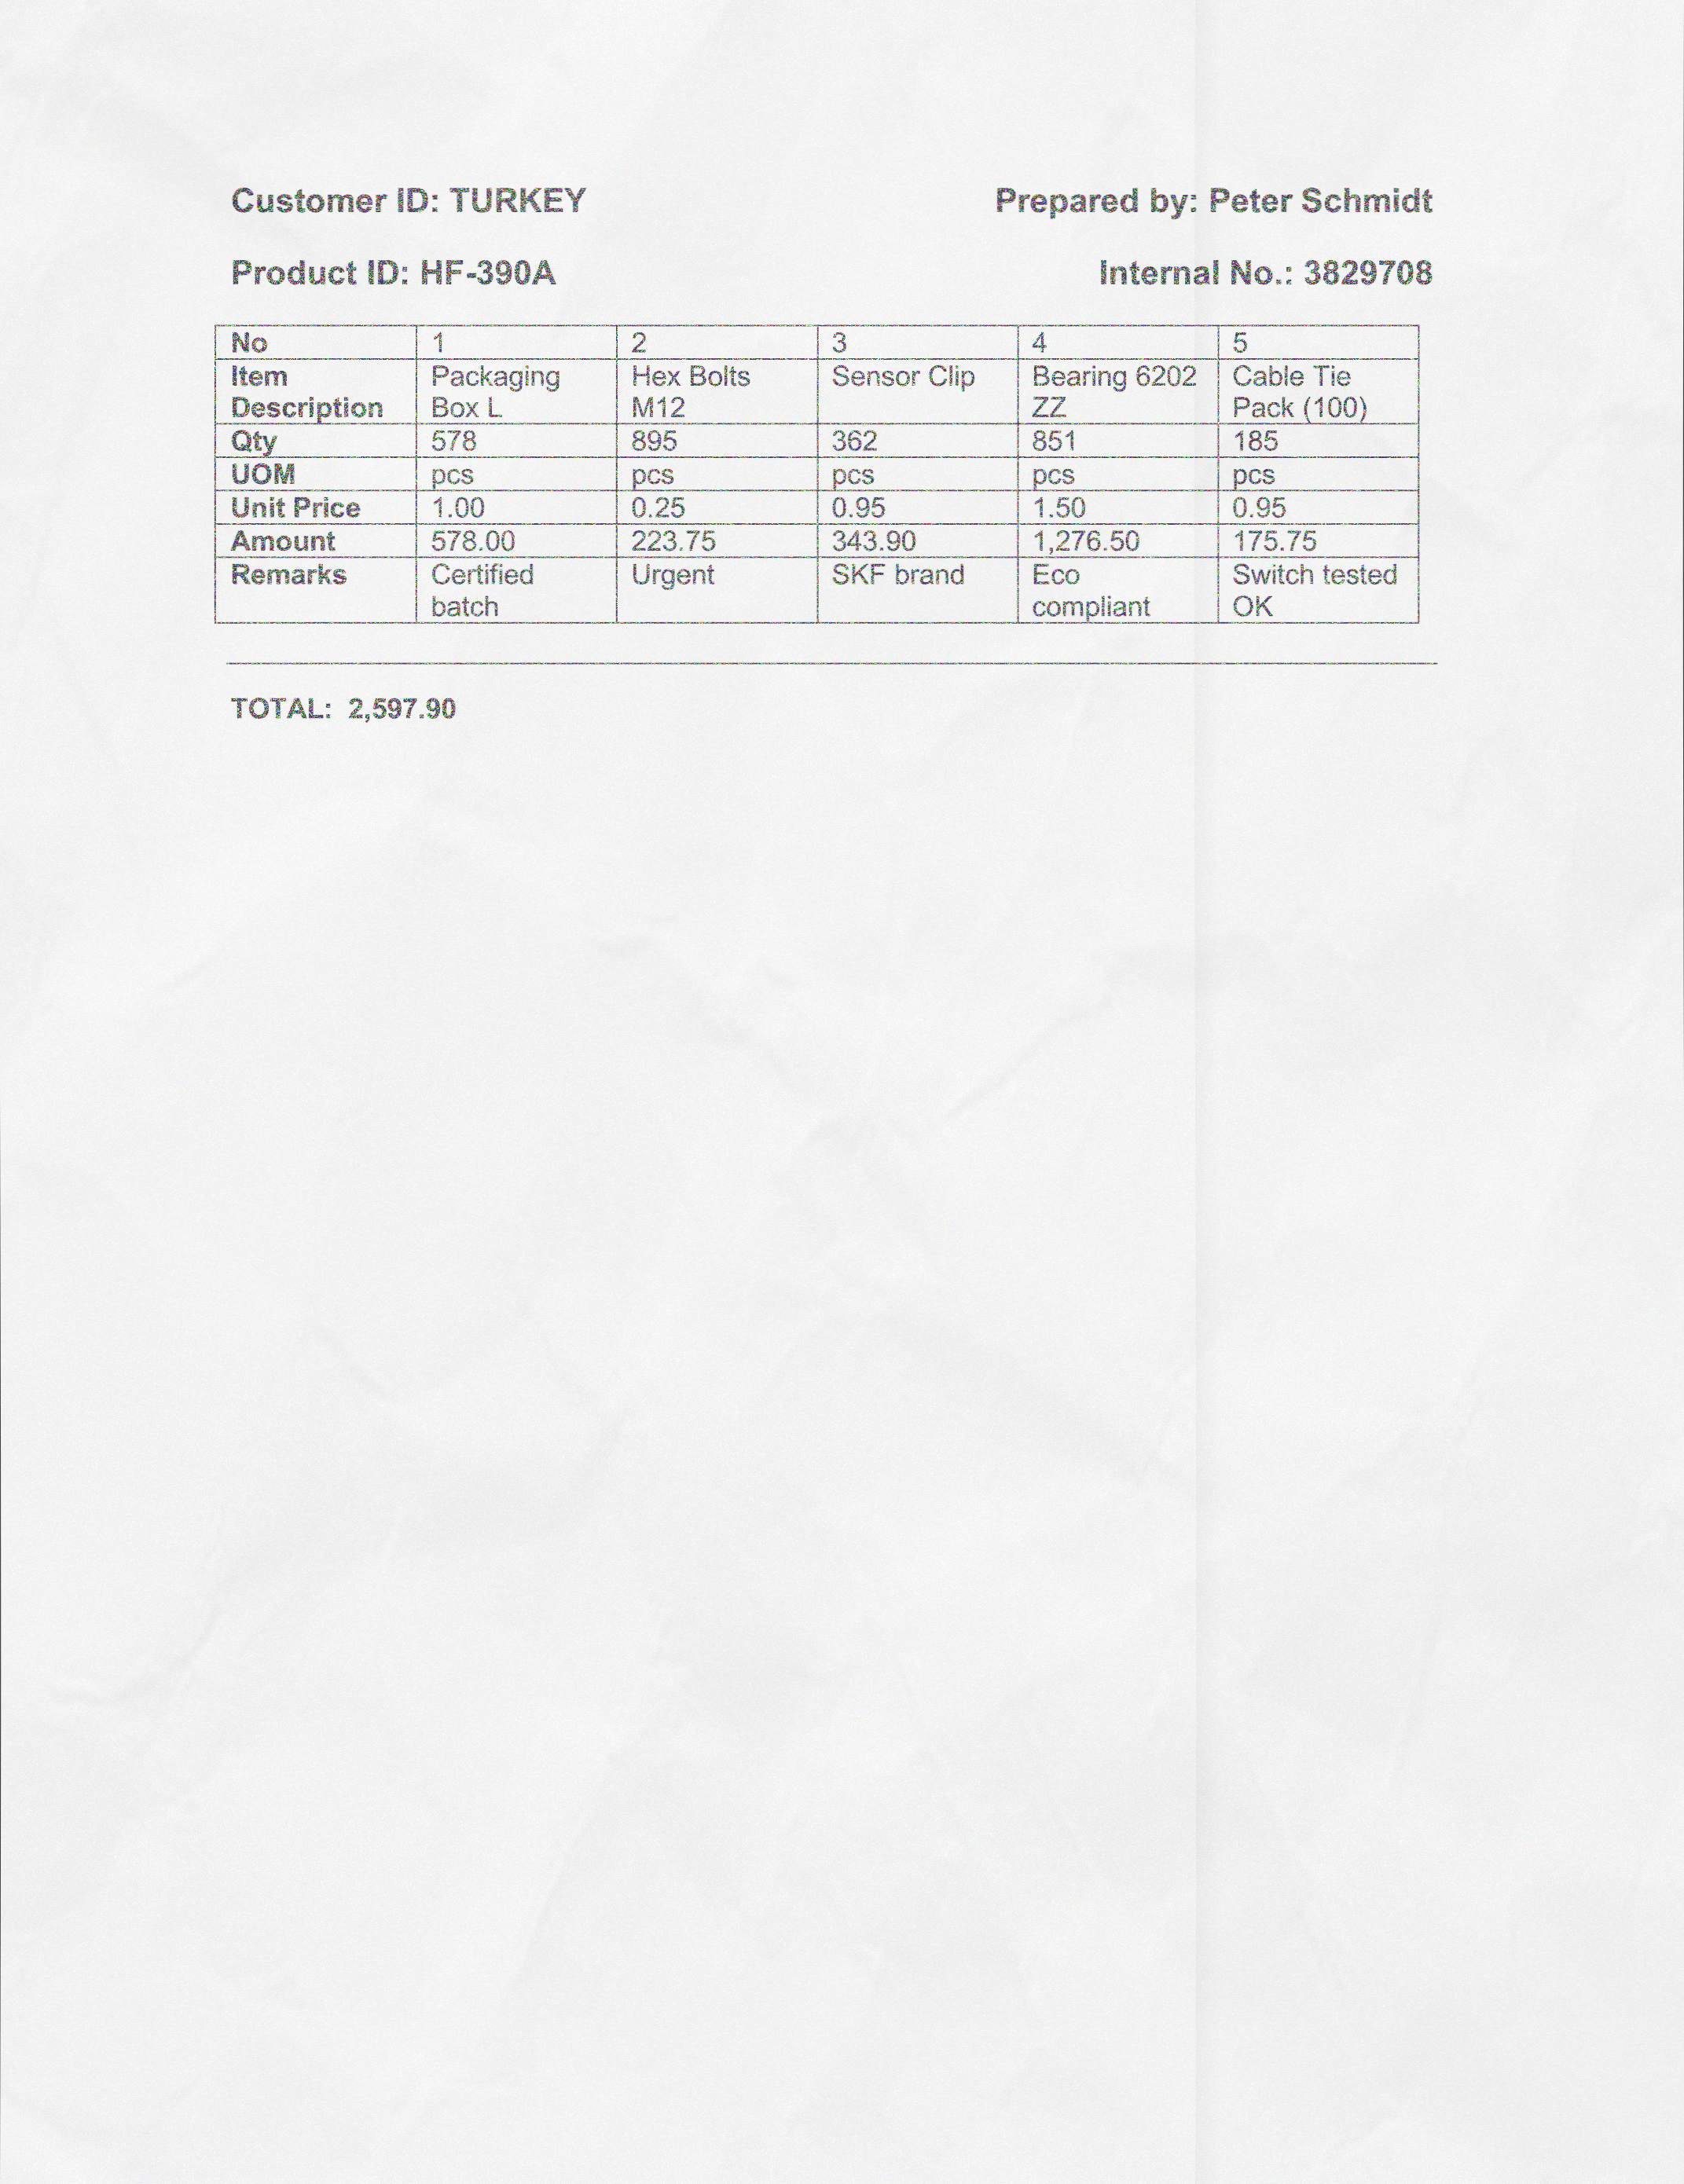 Customer ID: TURKEY Prepared by: Peter Schmidt
Product ID: HF-390A Internal No.: 3829708
No 1 2 3 4 5
Item Packaging Hex Bolts Sensor Clip Bearing 6202 Cable Tie
Description Box L M12 ZZ Pack (100)
Qty 578 895 362 851 185
UOM pcs pcs pcs pcs pcs
Unit Price 1.00 0.25 0.95 1.50 0.95
Amount 578.00 223.75 343.90 1,276.50 175.75
Remarks Certified Urgent SKF brand Eco Switch tested
batch compliant OK
TOTAL: 2,597.90